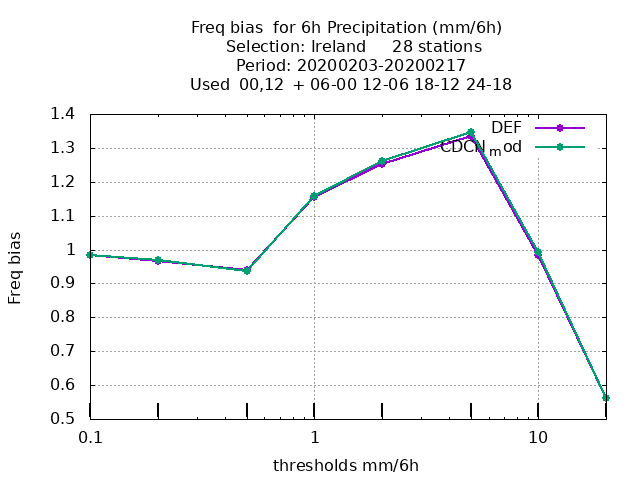 Freq bias  for 6h Precipitation (mm/6h)
Selection: Ireland     28 stations
Period: 20200203-20200217
Used  00,12  + 06-00 12-06 18-12 24-18
DEF
CDCN_mod
Freq bias
1.4
1.3
1.2
1.1
1
0.9
0.8
0.7
0.6
0.5
0.1
1
10
thresholds mm/6h